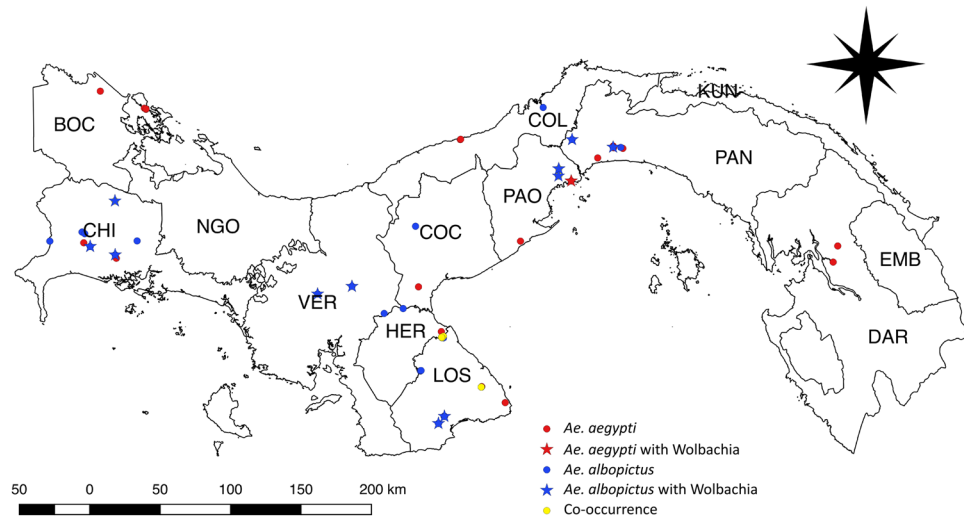 KUN
COL
BOC
PAN
PAO
NGO
CHI
COC
EMB
VER
HER
DAR
LOS
Ae. aegypti
Ae. aegypti with Wolbachia
Ae. albopictus
Ae. albopictus with Wolbachia
Co-occurrence
50 0 50 100 150 200 km